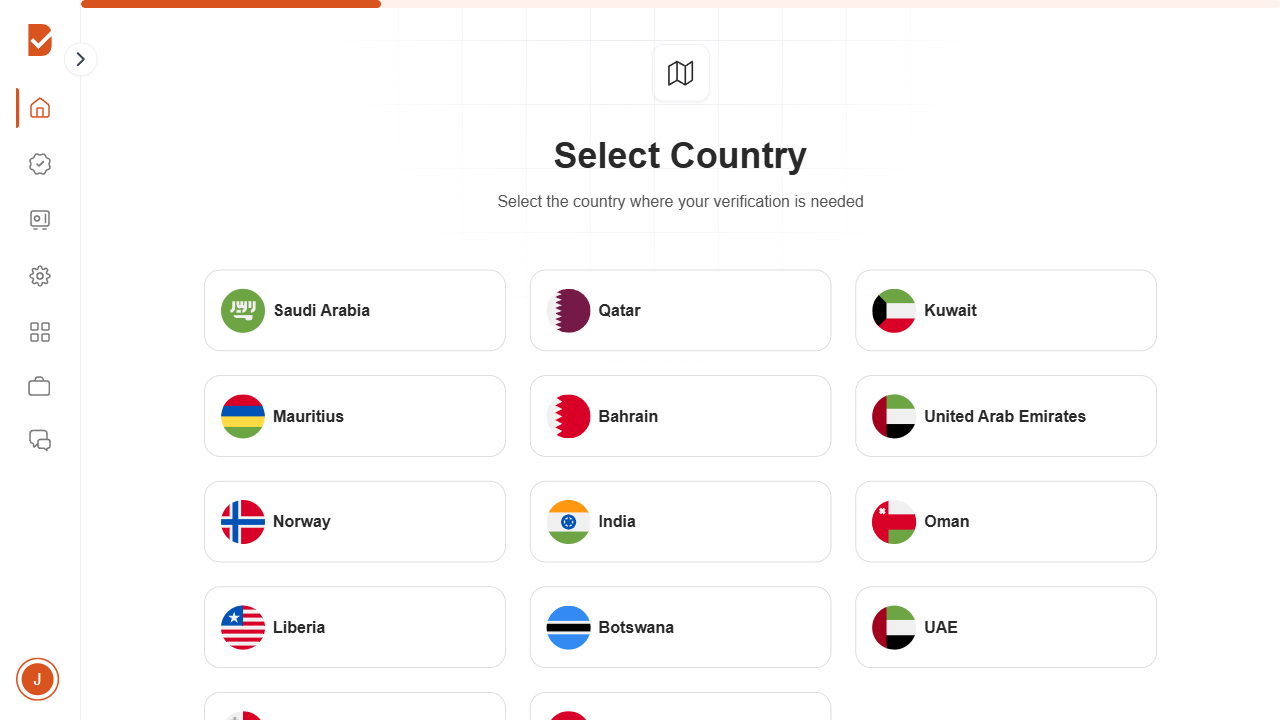 Select Country
Select the country where your verification is needed
Saudi Arabia
Qatar
Kuwait
Mauritius
Bahrain
United Arab Emirates
Norway
India
Oman
Liberia
Botswana
UAE
J